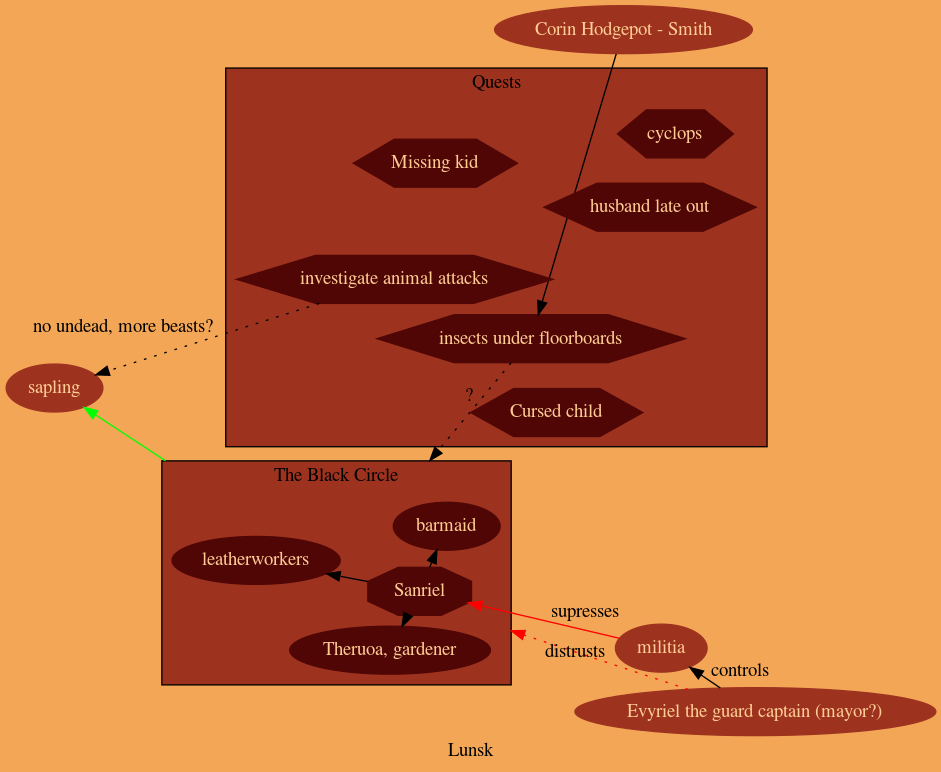 Corin Hodgepot - Smith
Quests
cyclops
Missing kid
husband late out
investigate animal attacks
no undead, more beasts?
insects under floorboards
sapling
?
Cursed child
The Black Circle
barmaid
leatherworkers
Sanriel
supresses
Theruoa, gardener
distrusts
militia
controls
Evyriel the guard captain (mayor?)
Lunsk